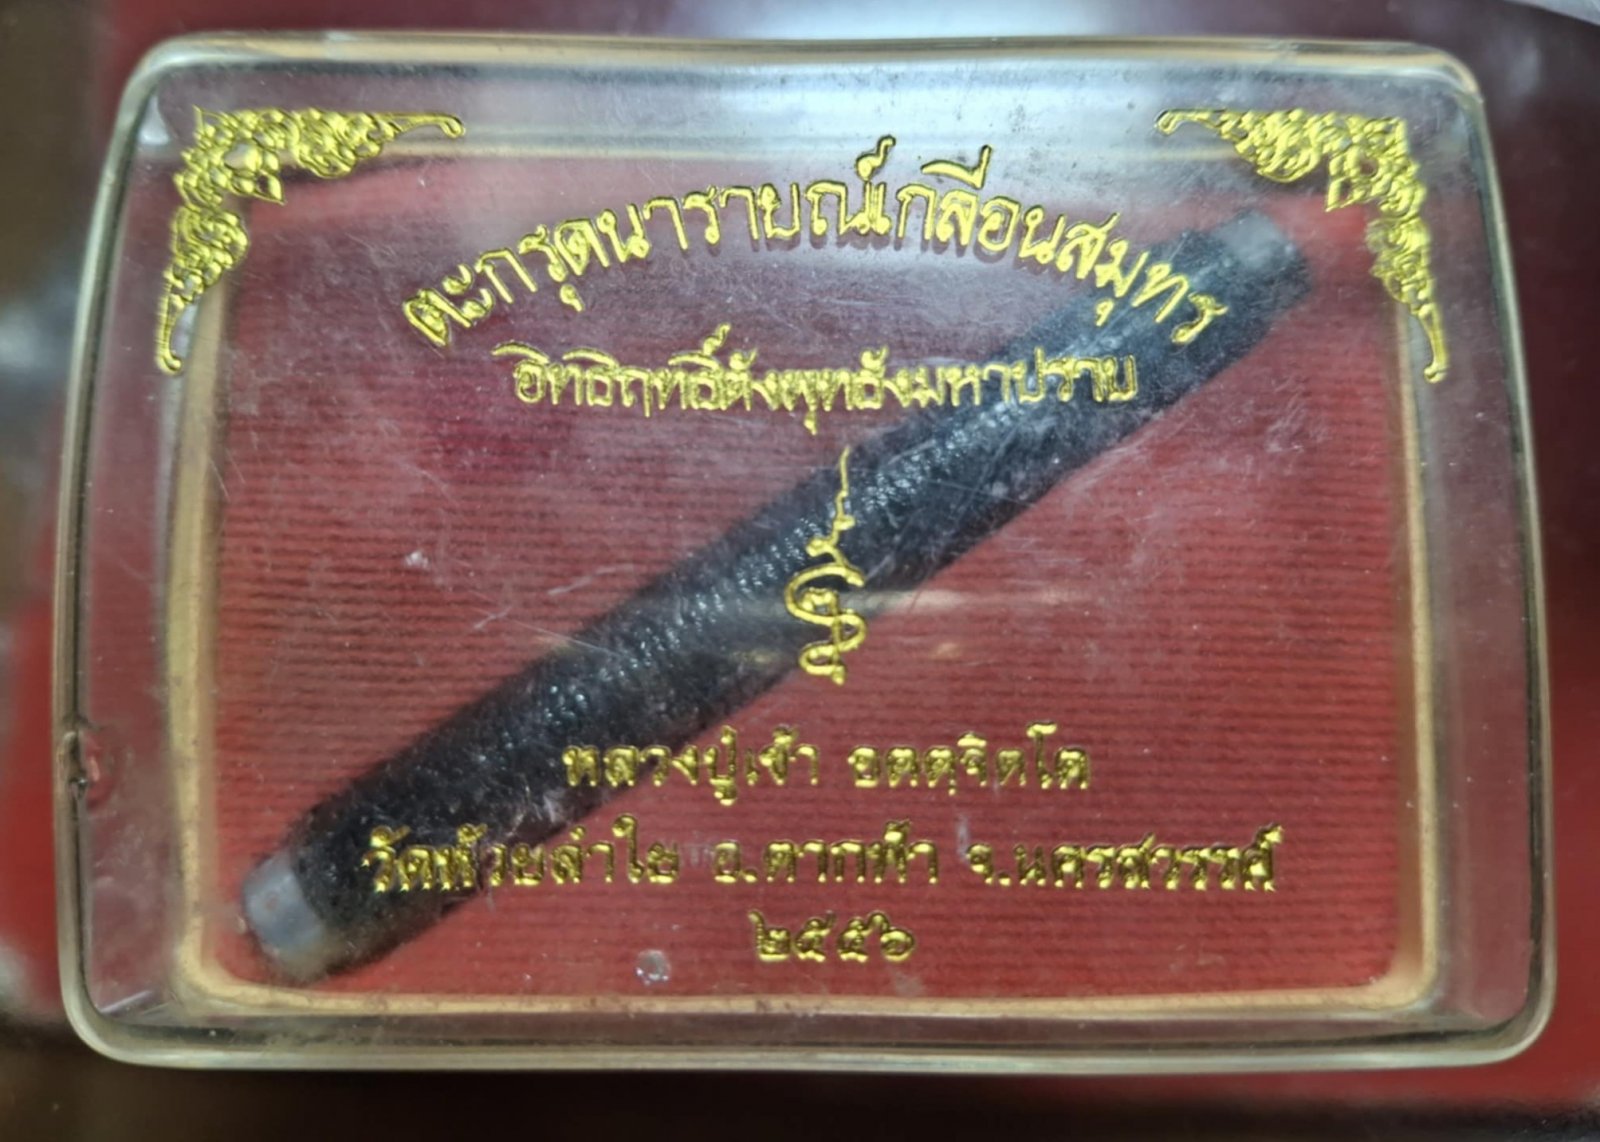 ตะกรุดนารายณ์เกลื่อนสมุทร
อิทธิฤทธิ์ดังพุทธังมหาปราบ
หลวงปู่เจ้า อตตฺจิตโต
วัดห้วยลำใย อ.ตากฟ้า จ.นครสวรรค์
๒๕๕๖